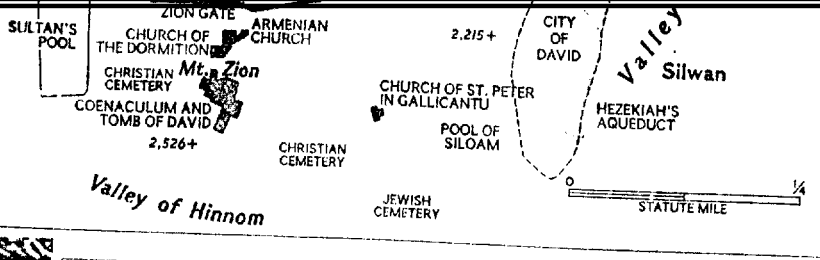 ZION GATE
SULTAN'S
POOL
CHURCH OF
THE DORMITION
ARMENIAN
CHURCH
2,215+
CITY
OF
DAVID
Valley
Silwan
Mt. Zion
CHRISTIAN
CEMETERY
COENACULUM AND
TOMB OF DAVID
2,526+
CHURCH OF ST. PETER
IN GALLICANTU
HEZEKIAH'S
AQUEDUCT
POOL OF
SILOAM
CHRISTIAN
CEMETERY
Valley of Hinnom
JEWISH
CEMETERY
0
1/4
STATUTE MILE